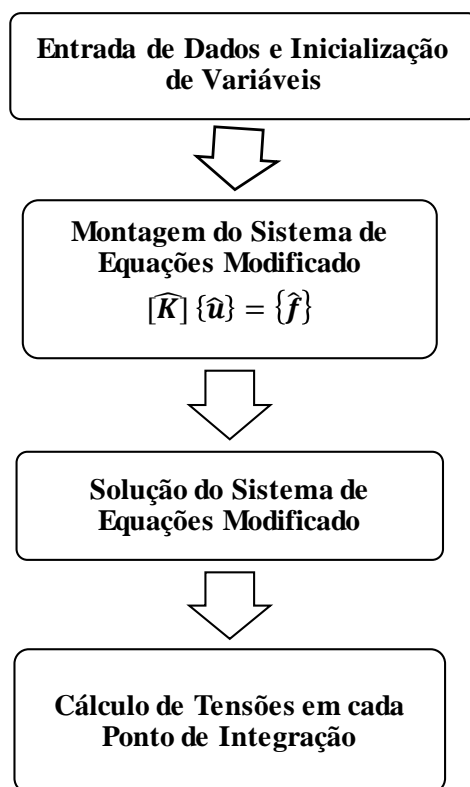 Entrada de Dados e Inicialização
de Variáveis
Montagem do Sistema de
Equações Modificado
[K̂] {û} = {f̂}
Solução do Sistema de
Equações Modificado
Cálculo de Tensões em cada
Ponto de Integração